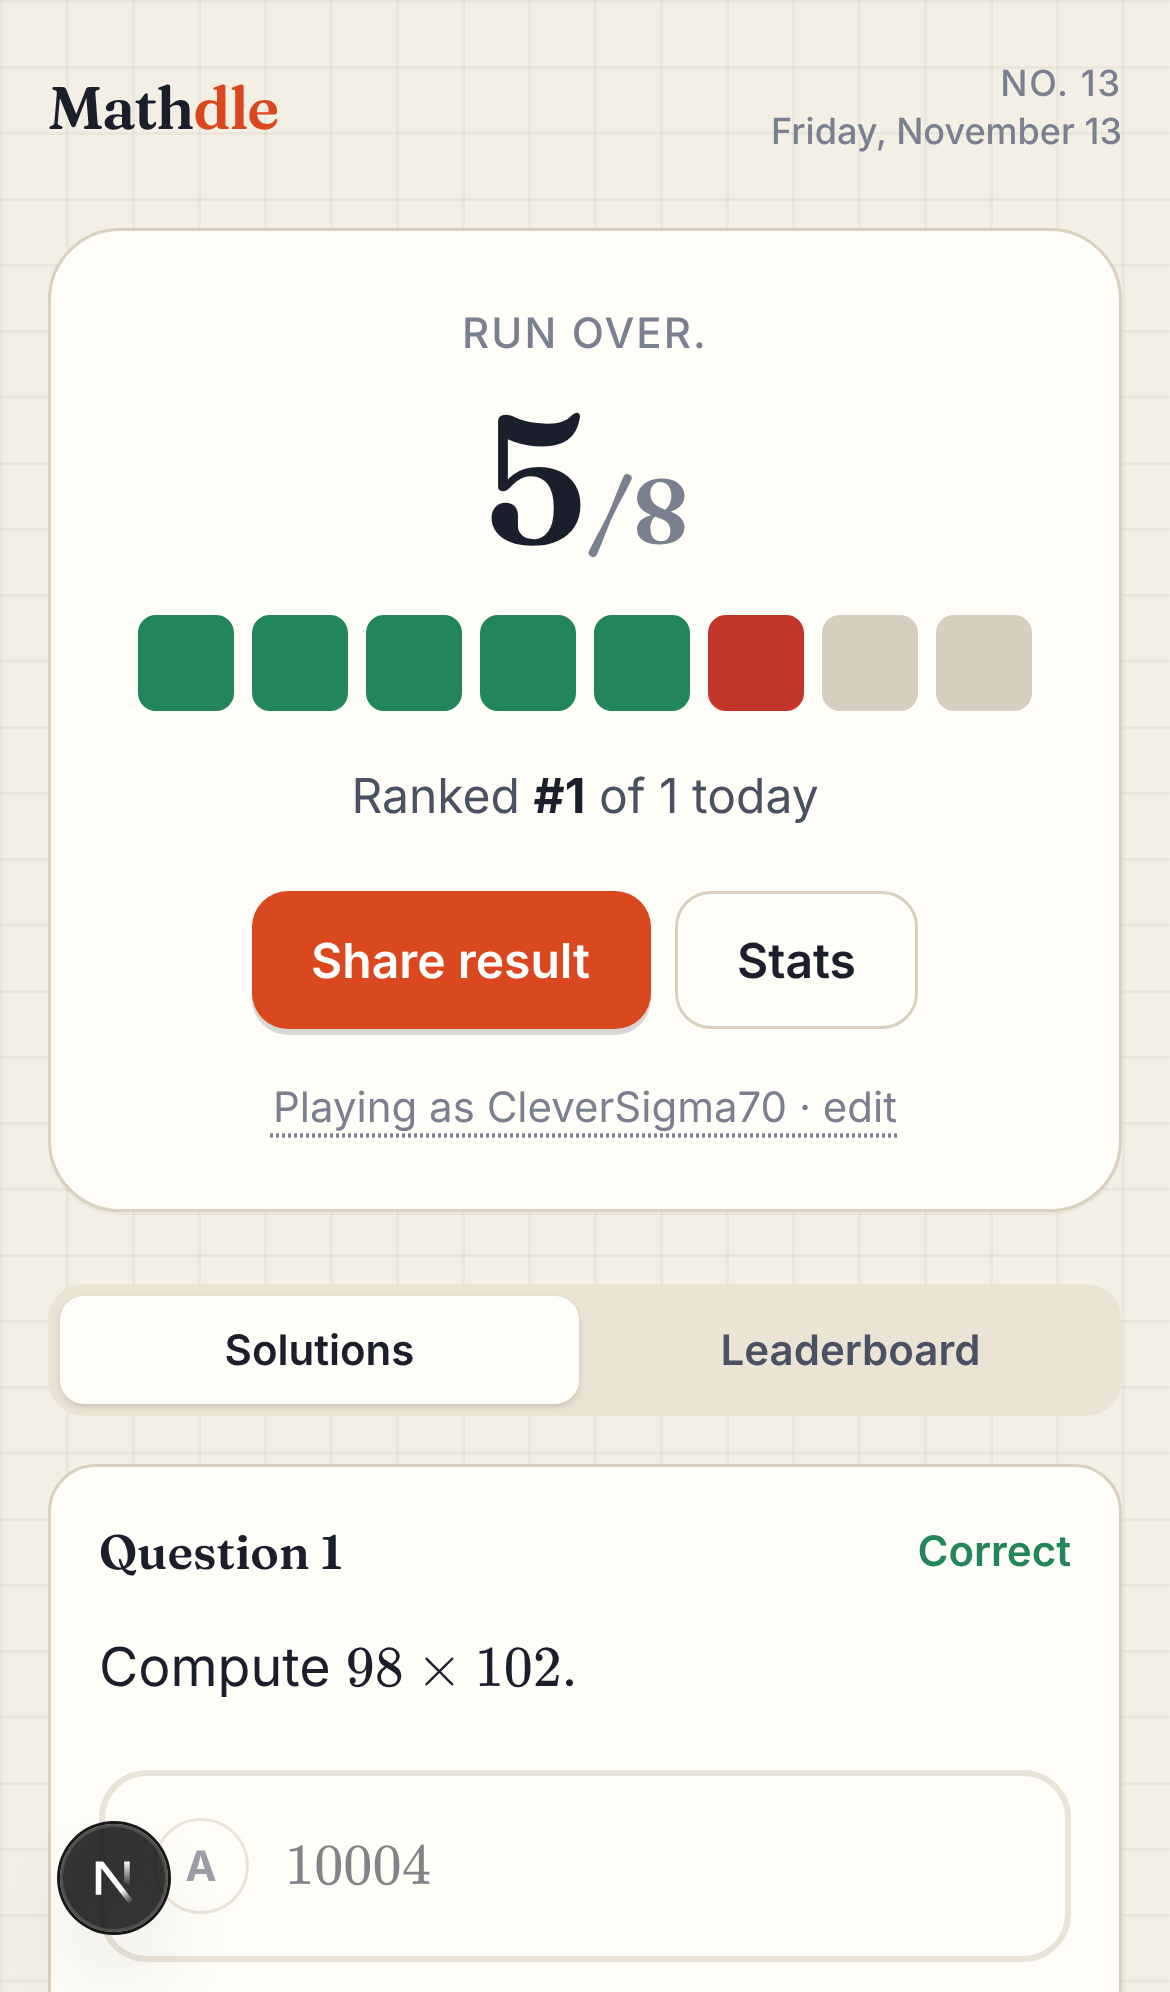 Mathdle
NO. 13
Friday, November 13
RUN OVER.
5/8
Ranked #1 of 1 today
Share result
Stats
Playing as CleverSigma70 · edit
Solutions
Leaderboard
Question 1
Correct
Compute 98 × 102.
N
A
10004